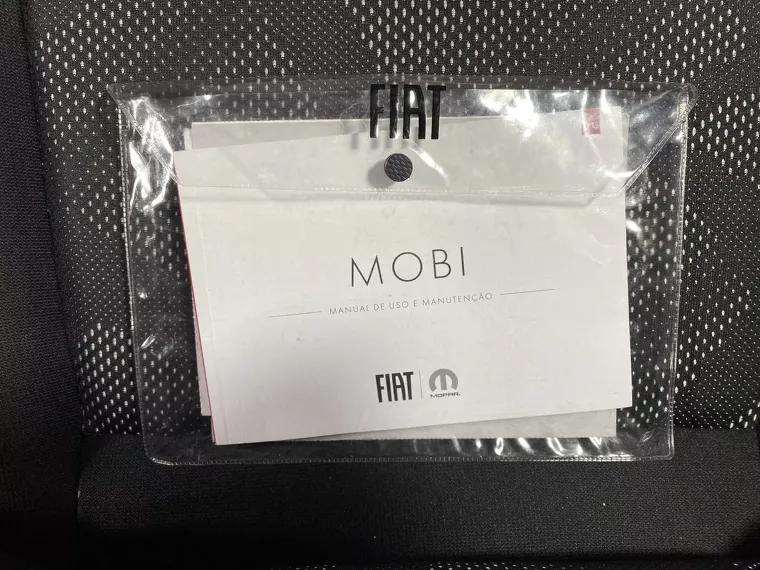 FIAT
MOBI
MANUAL DE USO E MANUTENÇÃO
FIAT
MOPAR.